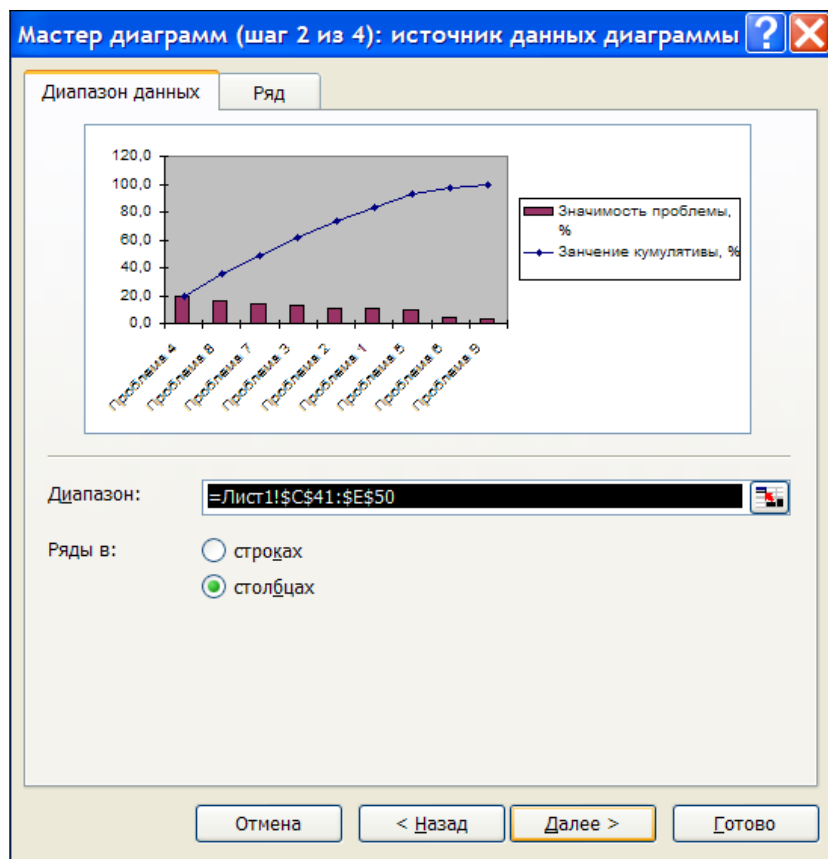 Мастер диаграмм (шаг 2 из 4): источник данных диаграммы
Диапазон данных
Ряд
120,0
100,0
80,0
60,0
40,0
20,0
0,0
Проблема 4
Проблема 8
Проблема 7
Проблема 3
Проблема 2
Проблема 1
Проблема 5
Проблема 6
Проблема 9
Значимость проблемы,
%
Занчение кумулятивы, %
Диапазон:
=Лист1!$C$41:$E$50
Ряды в:
строках
столбцах
Отмена
< Назад
Далее >
Готово